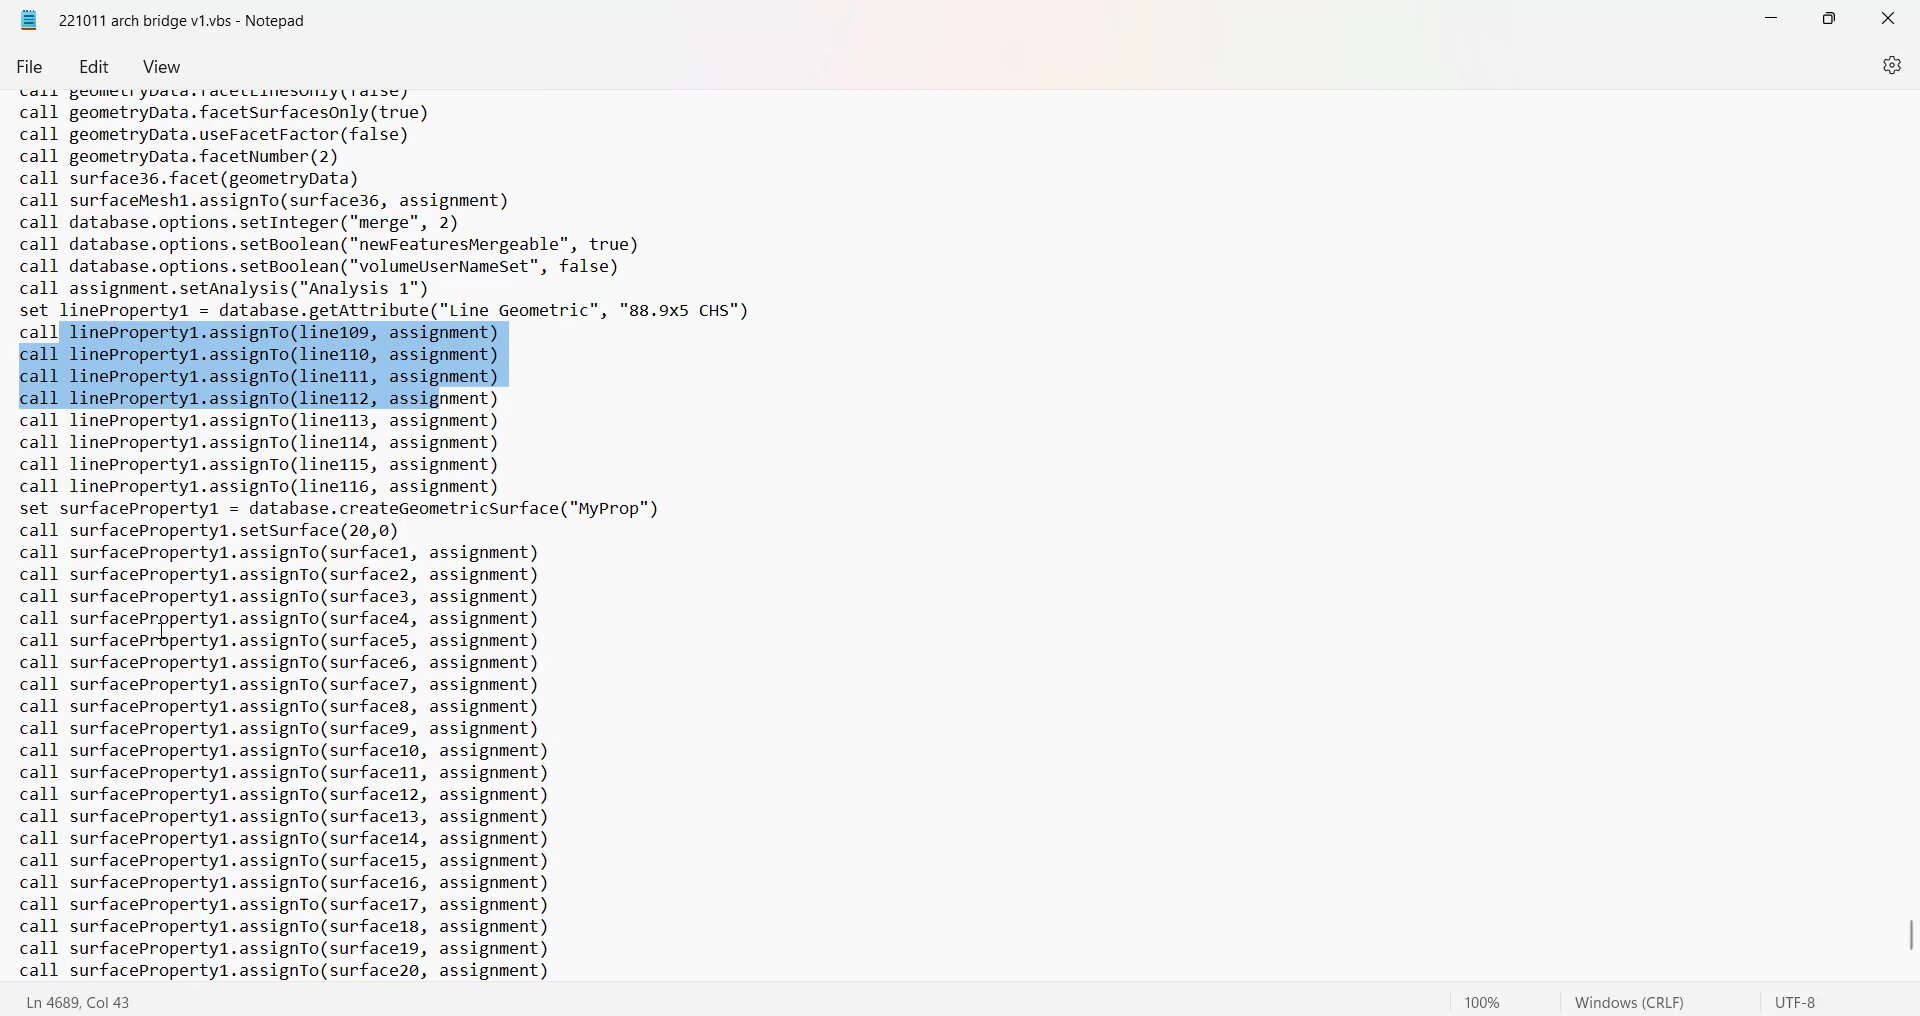 221011 arch bridge v1.vbs - Notepad
File Edit View
call geometryData.facetLinesOnly(false)
call geometryData.facetSurfacesOnly(true)
call geometryData.useFacetFactor(false)
call geometryData.facetNumber(2)
call surface36.facet(geometryData)
call surfaceMesh1.assignTo(surface36, assignment)
call database.options.setInteger("merge", 2)
call database.options.setBoolean("newFeaturesMergeable", true)
call database.options.setBoolean("volumeUserNameSet", false)
call assignment.setAnalysis("Analysis 1")
set lineProperty1 = database.getAttribute("Line Geometric", "88.9x5 CHS")
call lineProperty1.assignTo(line109, assignment)
call lineProperty1.assignTo(line110, assignment)
call lineProperty1.assignTo(line111, assignment)
call lineProperty1.assignTo(line112, assignment)
call lineProperty1.assignTo(line113, assignment)
call lineProperty1.assignTo(line114, assignment)
call lineProperty1.assignTo(line115, assignment)
call lineProperty1.assignTo(line116, assignment)
set surfaceProperty1 = database.createGeometricSurface("MyProp")
call surfaceProperty1.setSurface(20,0)
call surfaceProperty1.assignTo(surface1, assignment)
call surfaceProperty1.assignTo(surface2, assignment)
call surfaceProperty1.assignTo(surface3, assignment)
call surfaceProperty1.assignTo(surface4, assignment)
call surfaceProperty1.assignTo(surface5, assignment)
call surfaceProperty1.assignTo(surface6, assignment)
call surfaceProperty1.assignTo(surface7, assignment)
call surfaceProperty1.assignTo(surface8, assignment)
call surfaceProperty1.assignTo(surface9, assignment)
call surfaceProperty1.assignTo(surface10, assignment)
call surfaceProperty1.assignTo(surface11, assignment)
call surfaceProperty1.assignTo(surface12, assignment)
call surfaceProperty1.assignTo(surface13, assignment)
call surfaceProperty1.assignTo(surface14, assignment)
call surfaceProperty1.assignTo(surface15, assignment)
call surfaceProperty1.assignTo(surface16, assignment)
call surfaceProperty1.assignTo(surface17, assignment)
call surfaceProperty1.assignTo(surface18, assignment)
call surfaceProperty1.assignTo(surface19, assignment)
call surfaceProperty1.assignTo(surface20, assignment)
Ln 4689, Col 43 100% Windows (CRLF) UTF-8